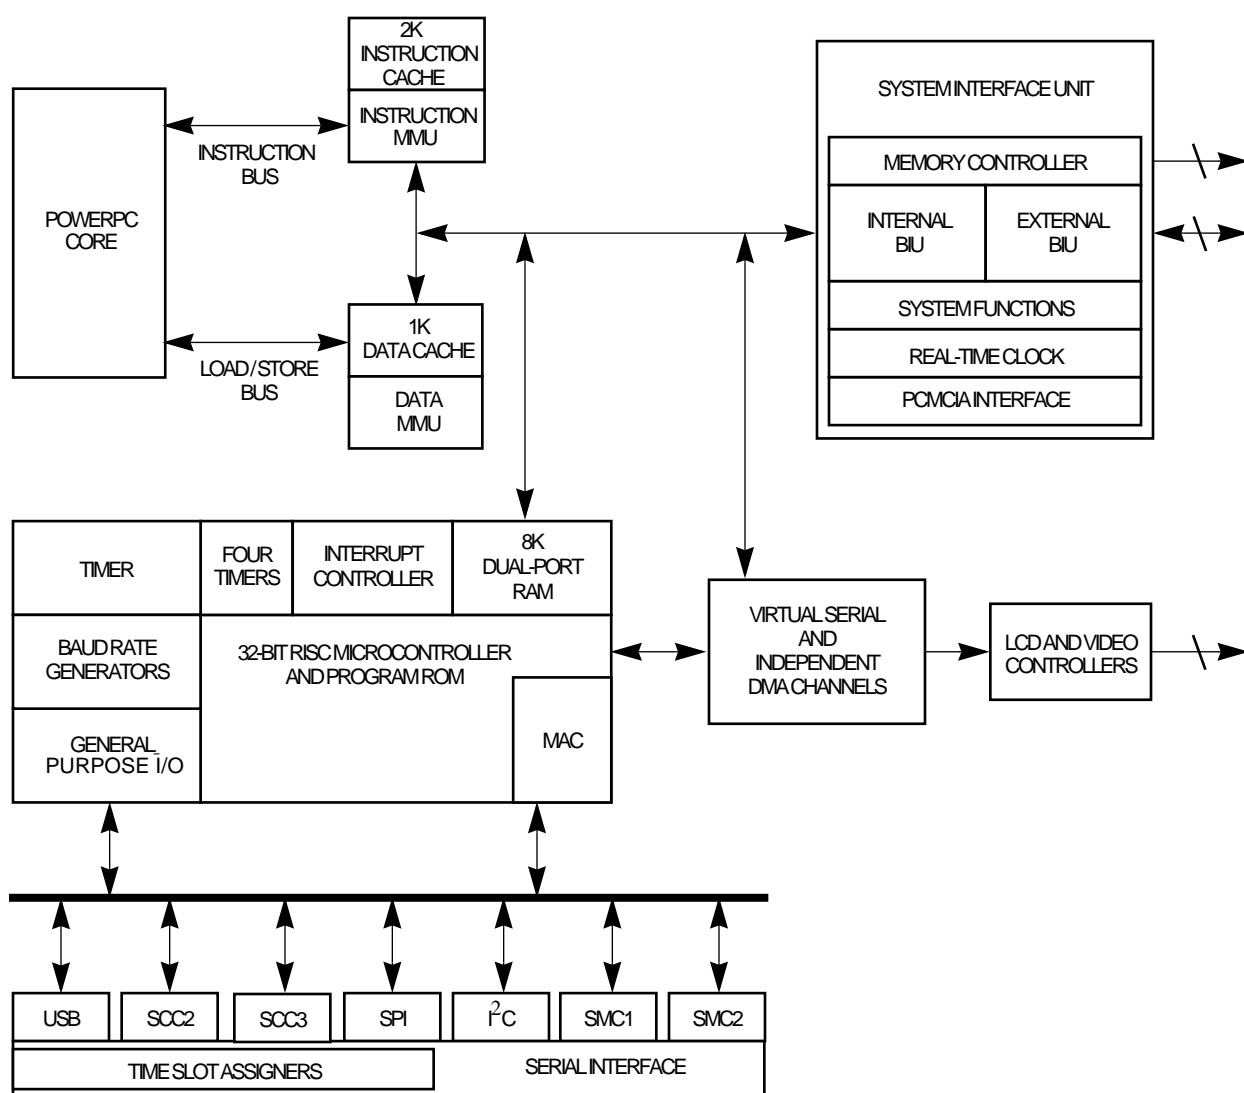 2K
INSTRUCTION
CACHE
INSTRUCTION
MMU
INSTRUCTION
BUS
POWERPC
CORE
1K
DATA CACHE
DATA
MMU
LOAD/STORE
BUS
SYSTEM INTERFACE UNIT
MEMORY CONTROLLER
INTERNAL
BIU
EXTERNAL
BIU
SYSTEM FUNCTIONS
REAL-TIME CLOCK
PCMCIA INTERFACE
TIMER
FOUR
TIMERS
INTERRUPT
CONTROLLER
8K
DUAL-PORT
RAM
BAUD RATE
GENERATORS
32-BIT RISC MICROCONTROLLER
AND PROGRAM ROM
GENERAL
PURPOSE I/O
MAC
VIRTUAL SERIAL
AND
INDEPENDENT
DMA CHANNELS
LCD AND VIDEO
CONTROLLERS
USB
SCC2
SCC3
SPI
I²C
SMC1
SMC2
TIME SLOT ASSIGNERS
SERIAL INTERFACE